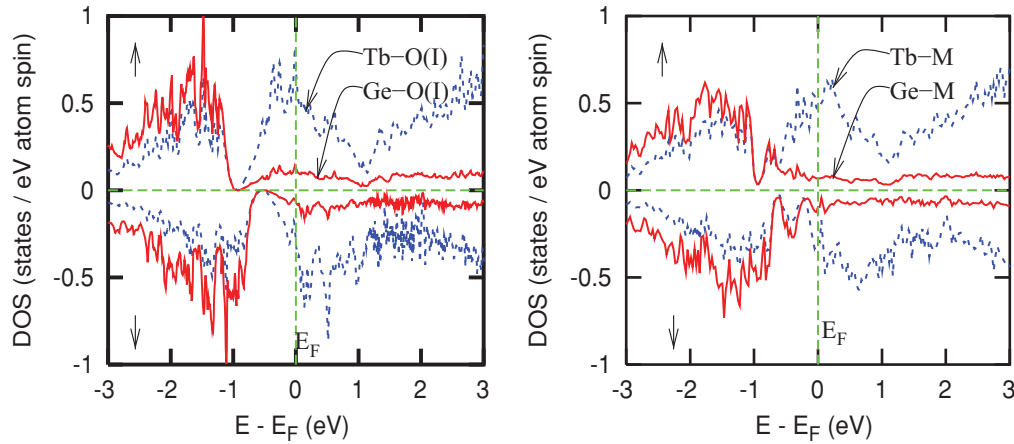 1
0.5
0
-0.5
-1
DOS (states / eV atom spin)
Tb–O(I)
Ge–O(I)
E_F
-3 -2 -1 0 1 2 3
E - E_F (eV)
1
0.5
0
-0.5
-1
DOS (states / eV atom spin)
Tb–M
Ge–M
E_F
-3 -2 -1 0 1 2 3
E - E_F (eV)